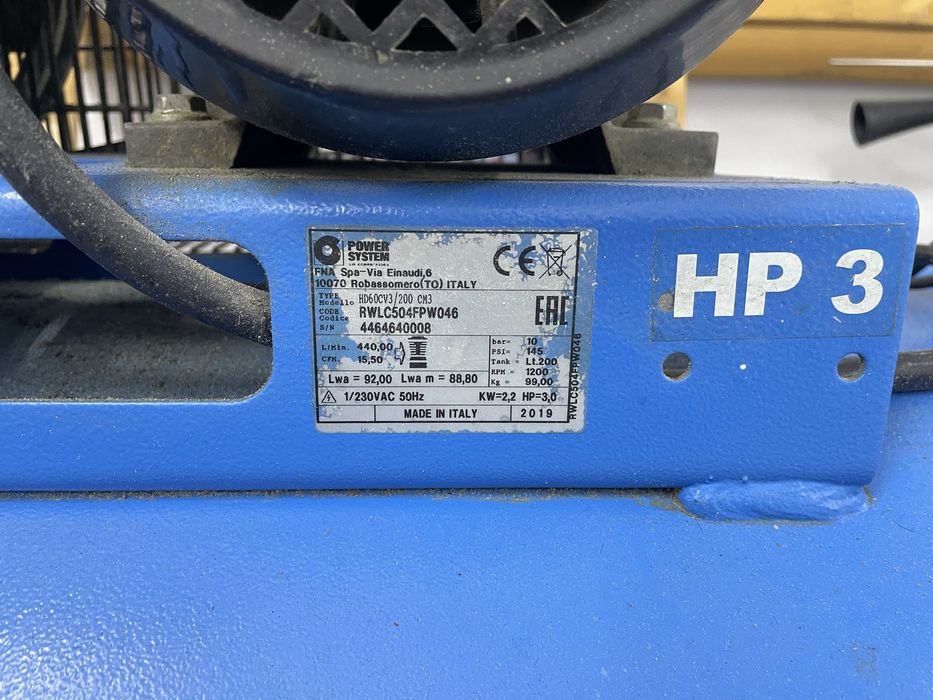 POWER
SYSTEM
FNA Spa-Via Einaudi,6
10070 Robassomero(TO) ITALY
CE
TYPE
Modello HD60CV3/200 CM3
CODE
Codice RWLC504FPW046
S/N 4464640008
EAC
L/Min. 440,00
CFM. 15,50
bar= 10
PSI= 145
Tank = Lt.200
RPM = 1200
Kg = 99,00
Lwa = 92,00 Lwa m = 88,80
1/230VAC 50Hz KW=2,2 HP=3,0
MADE IN ITALY 2019
RWLC504FPW046
HP 3